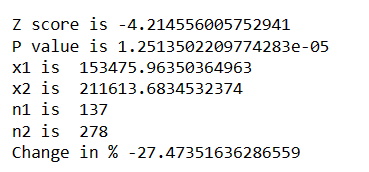 Z score is -4.214556005752941
P value is 1.2513502209774283e-05
x1 is  153475.96350364963
x2 is  211613.6834532374
n1 is  137
n2 is  278
Change in % -27.47351636286559